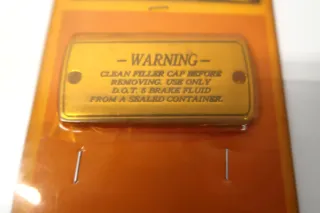 - WARNING -
CLEAN FILLER CAP BEFORE
REMOVING. USE ONLY
D.O.T. 5 BRAKE FLUID
FROM A SEALED CONTAINER.